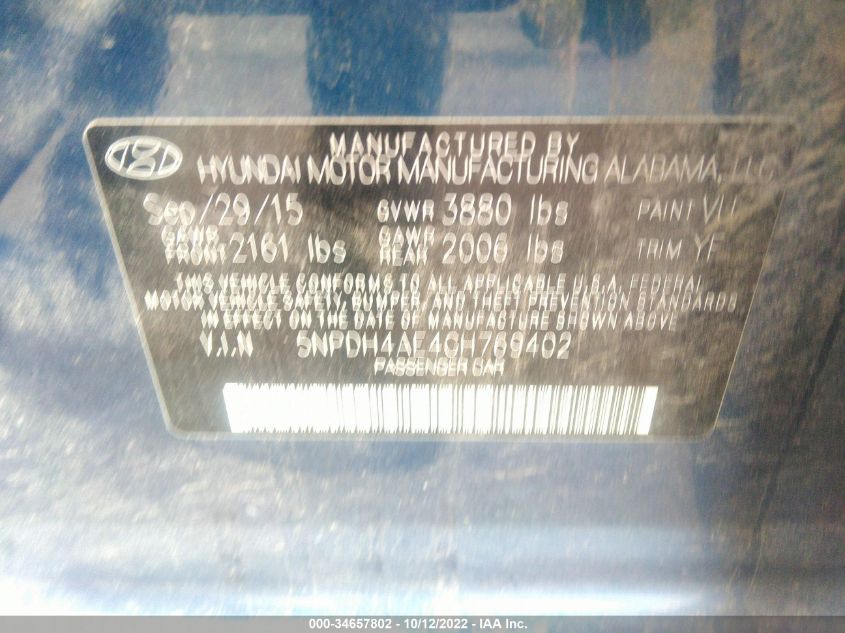 MANUFACTURED BY
HYUNDAI MOTOR MANUFACTURING ALABAMA, LLC
Sep/29/15 GVWR 3880 lbs PAINT
GAWR FRONT 2161 lbs GAWR REAR 2006 lbs TRIM YF
THIS VEHICLE CONFORMS TO ALL APPLICABLE U.S.A. FEDERAL
MOTOR VEHICLE SAFETY, BUMPER AND THEFT PREVENTION STANDARDS
IN EFFECT ON THE DATE OF MANUFACTURE SHOWN ABOVE.
V.I.N
PASSENGER CAR
000-34657802 - 10/12/2022 - IAA Inc.